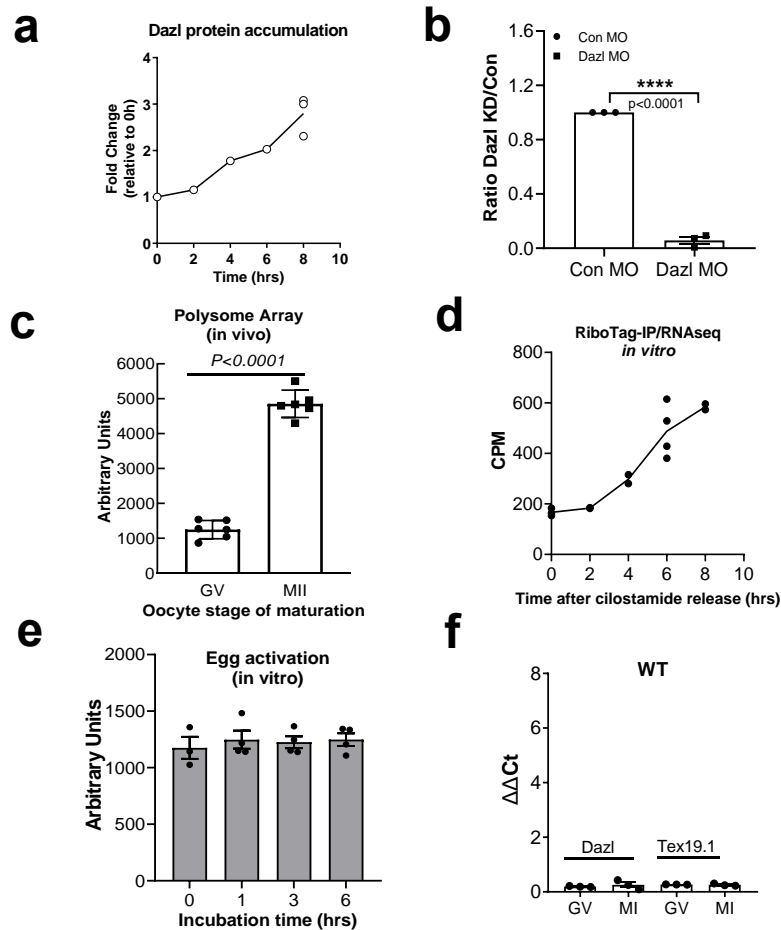 a
Dazl protein accumulation
Fold Change
(relative to 0h)
4
3
2
1
0
0 2 4 6 8 10
Time (hrs)
b
Con MO
Dazl MO
Ratio Dazl KD/Con
1.6
1.2
0.8
0.4
0.0
****
p<0.0001
Con MO Dazl MO
c
Polysome Array
(in vivo)
P<0.0001
Arbitrary Units
6000
5000
4000
3000
2000
1000
0
GV MII
Oocyte stage of maturation
d
RiboTag-IP/RNAseq
in vitro
CPM
800
600
400
200
0
0 2 4 6 8 10
Time after cilostamide release (hrs)
e
Egg activation
(in vitro)
Arbitrary Units
2000
1500
1000
500
0
0 1 3 6
Incubation time (hrs)
f
WT
ΔΔCt
8
6
4
2
0
Dazl Tex19.1
GV MI GV MI